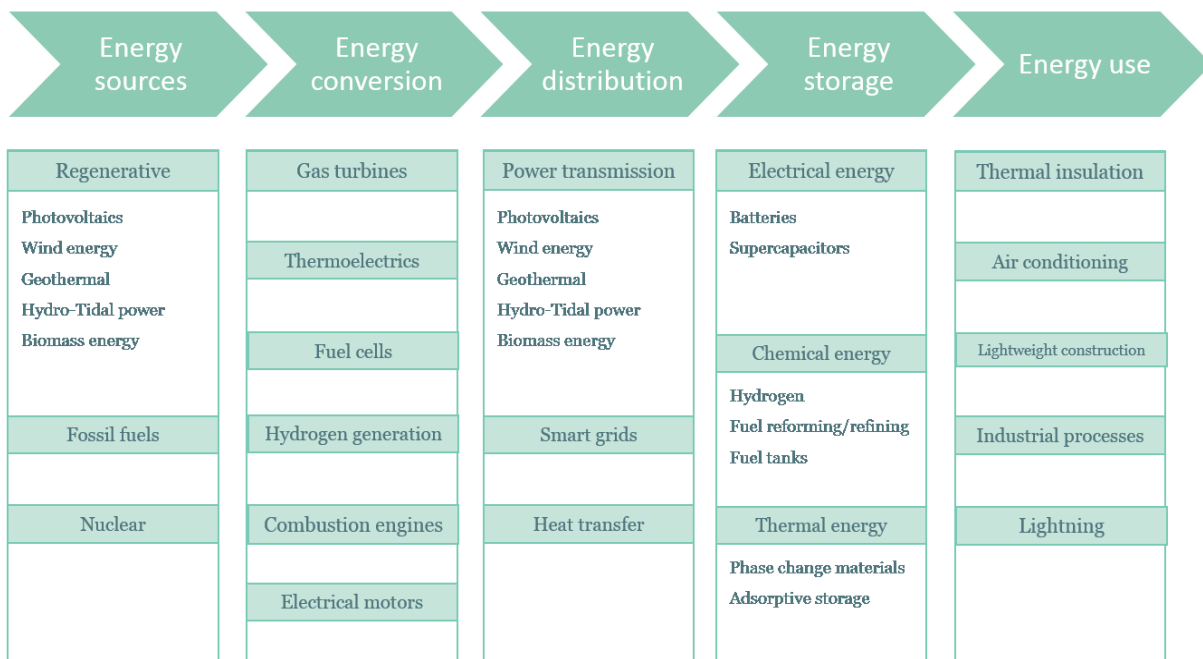 Energy
sources
Energy
conversion
Energy
distribution
Energy
storage
Energy use
Regenerative
Photovoltaics
Wind energy
Geothermal
Hydro-Tidal power
Biomass energy
Fossil fuels
Nuclear
Gas turbines
Thermoelectrics
Fuel cells
Hydrogen generation
Combustion engines
Electrical motors
Power transmission
Photovoltaics
Wind energy
Geothermal
Hydro-Tidal power
Biomass energy
Smart grids
Heat transfer
Electrical energy
Batteries
Supercapacitors
Chemical energy
Hydrogen
Fuel reforming/refining
Fuel tanks
Thermal energy
Phase change materials
Adsorptive storage
Thermal insulation
Air conditioning
Lightweight construction
Industrial processes
Lightning